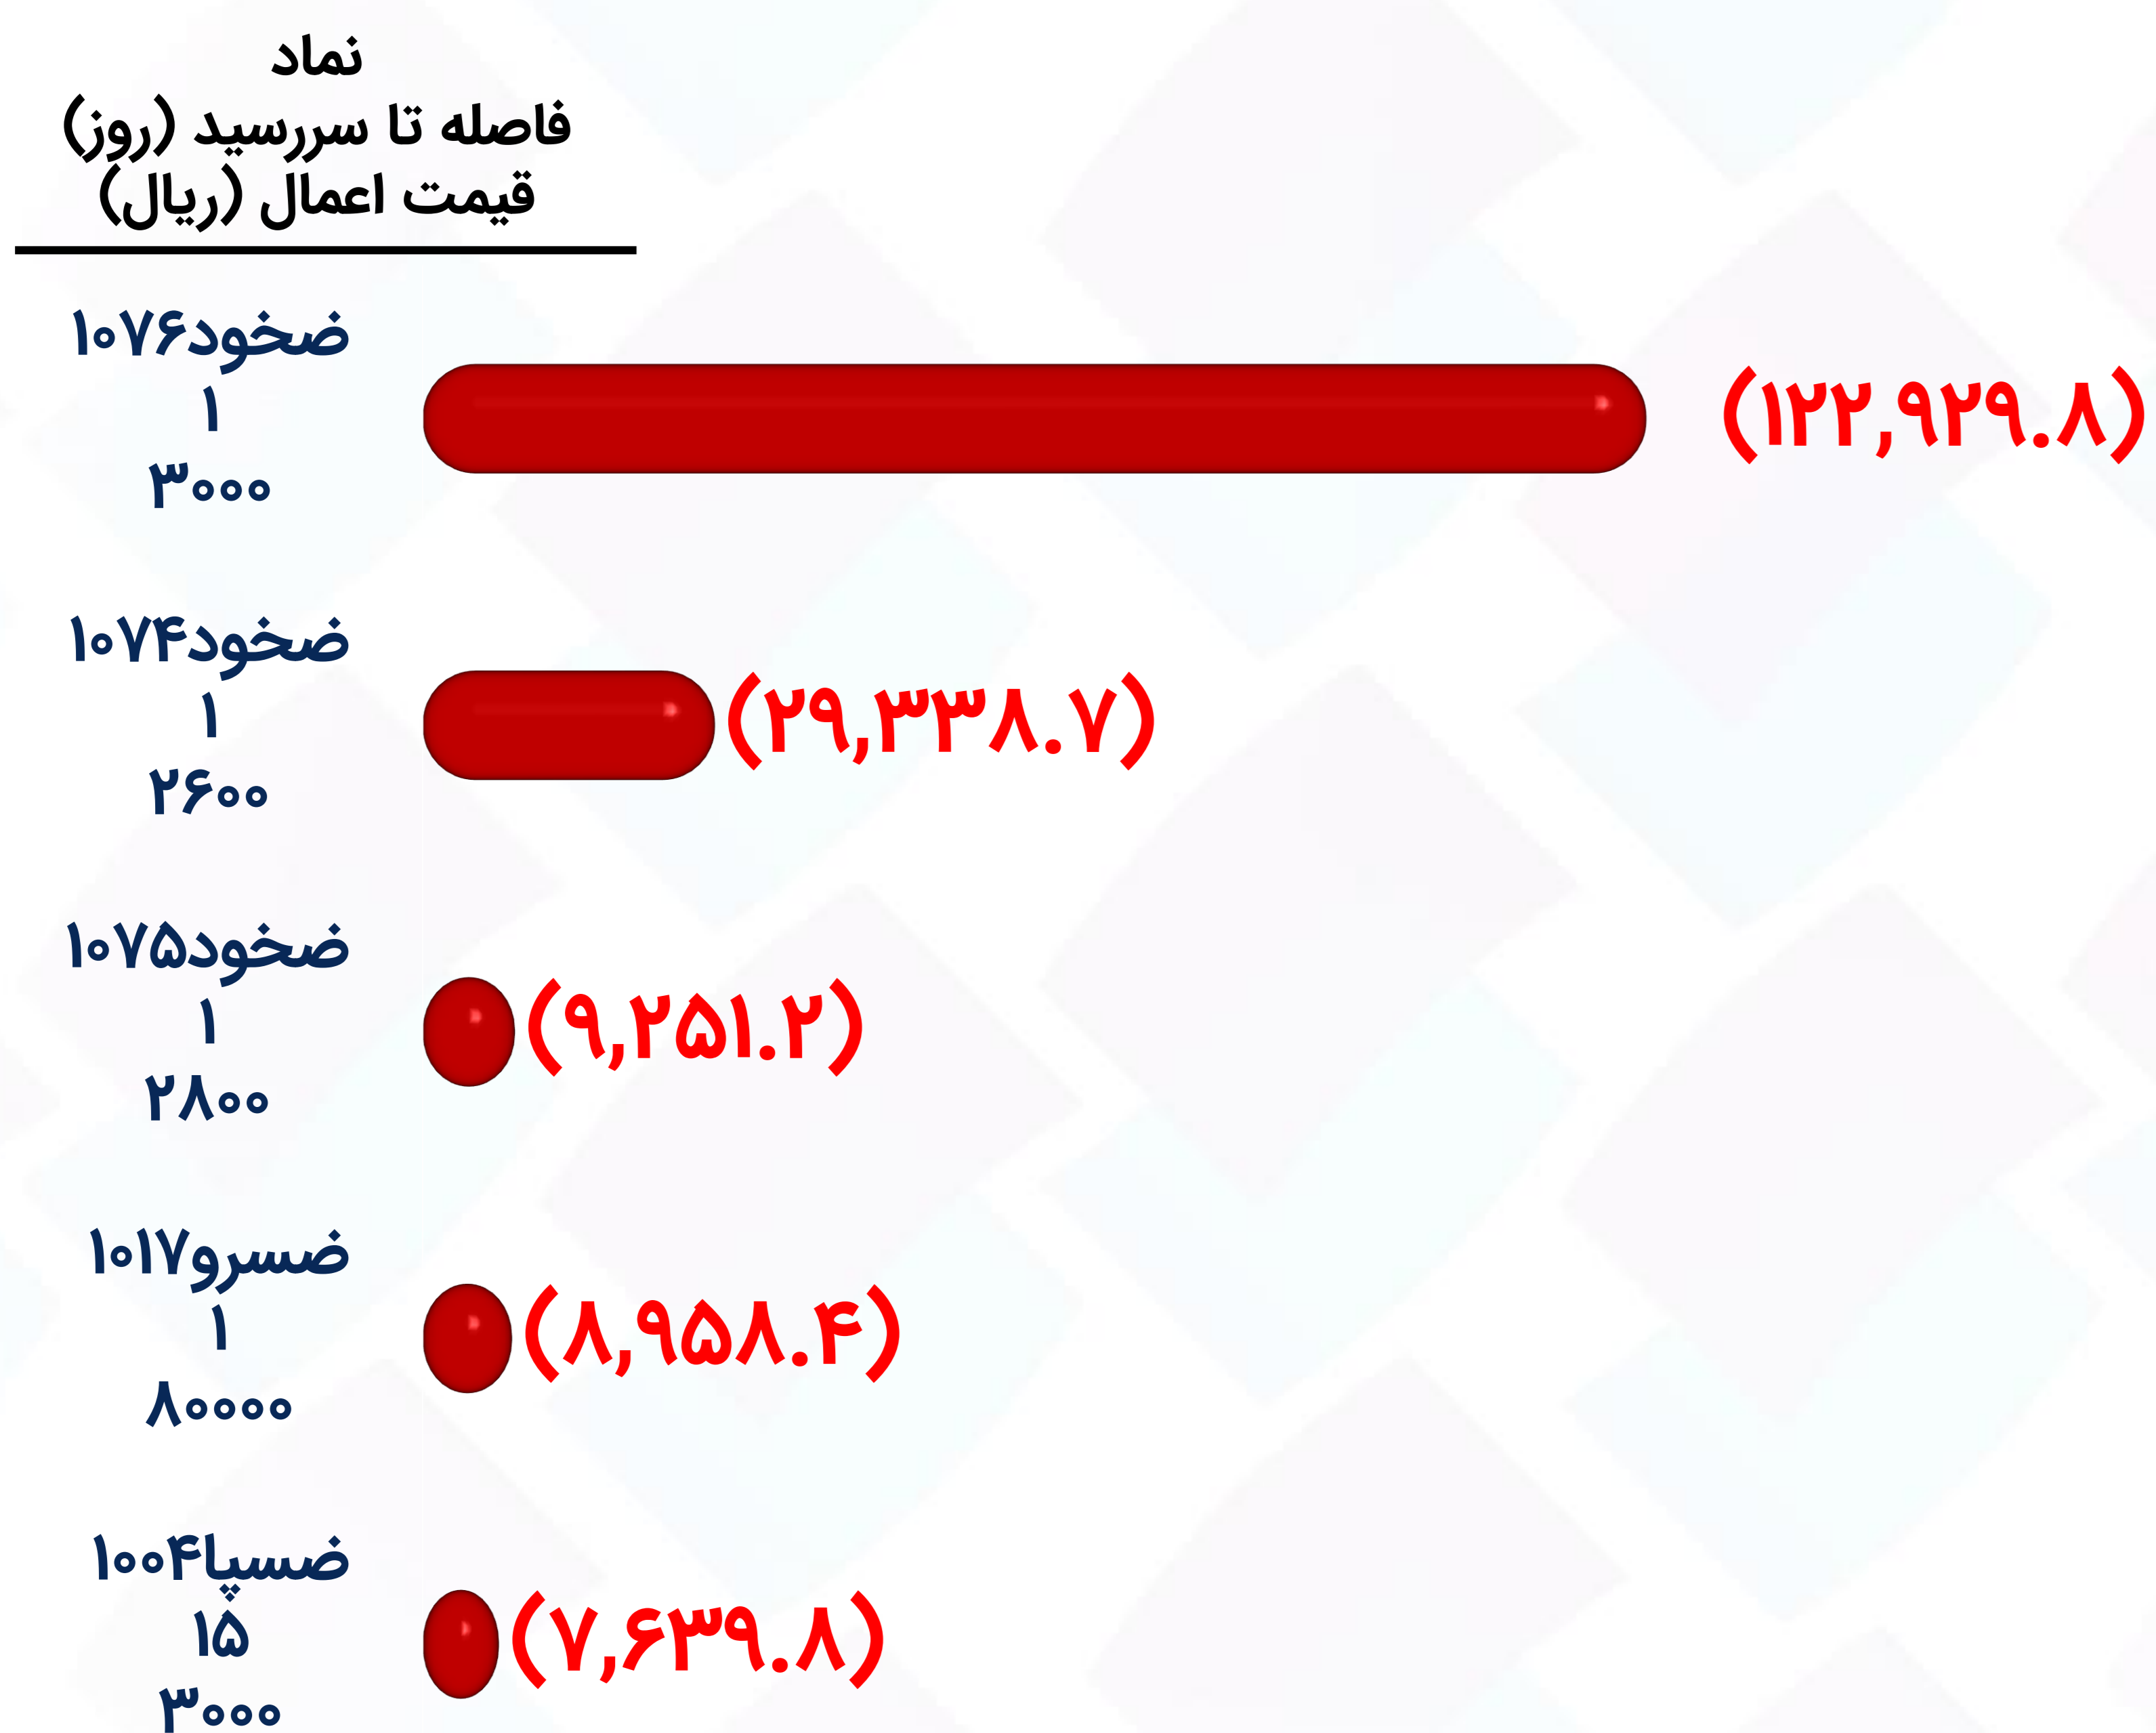 نماد
فاصله تا سررسید (روز)
قیمت اعمال (ریال)
ضخود۱۰۷۶
۱
۳۰۰۰
(۱۲۲,۹۲۹.۸)
ضخود۱۰۷۴
۱
۲۶۰۰
(۲۹,۳۳۸.۷)
ضخود۱۰۷۵
۱
۲۸۰۰
(۹,۲۵۱.۲)
ضسرو۱۰۱۷
۱
۸۰۰۰۰
(۸,۹۵۸.۴)
ضسپا۱۰۰۴
۱۵
۳۰۰۰
(۷,۶۳۹.۸)